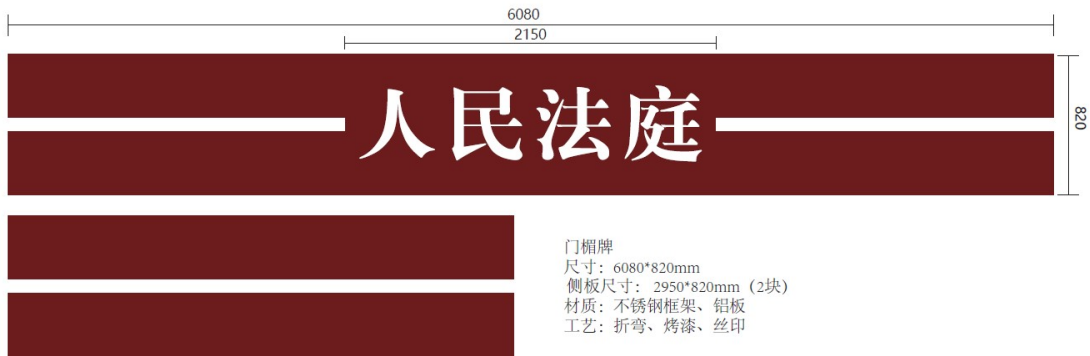 6080
2150
人民法庭
820
门楣牌
尺寸：6080*820mm
侧板尺寸： 2950*820mm（2块）
材质：不锈钢框架、铝板
工艺：折弯、烤漆、丝印